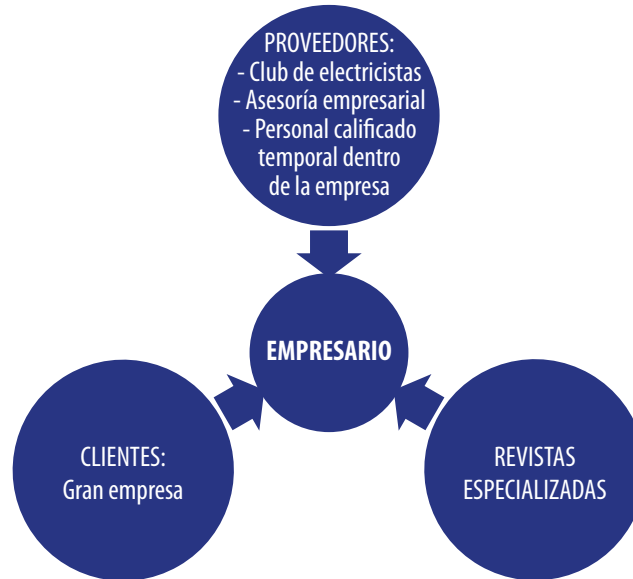 PROVEEDORES:
- Club de electricistas
- Asesoría empresarial
- Personal calificado
temporal dentro
de la empresa
EMPRESARIO
CLIENTES:
Gran empresa
REVISTAS
ESPECIALIZADAS